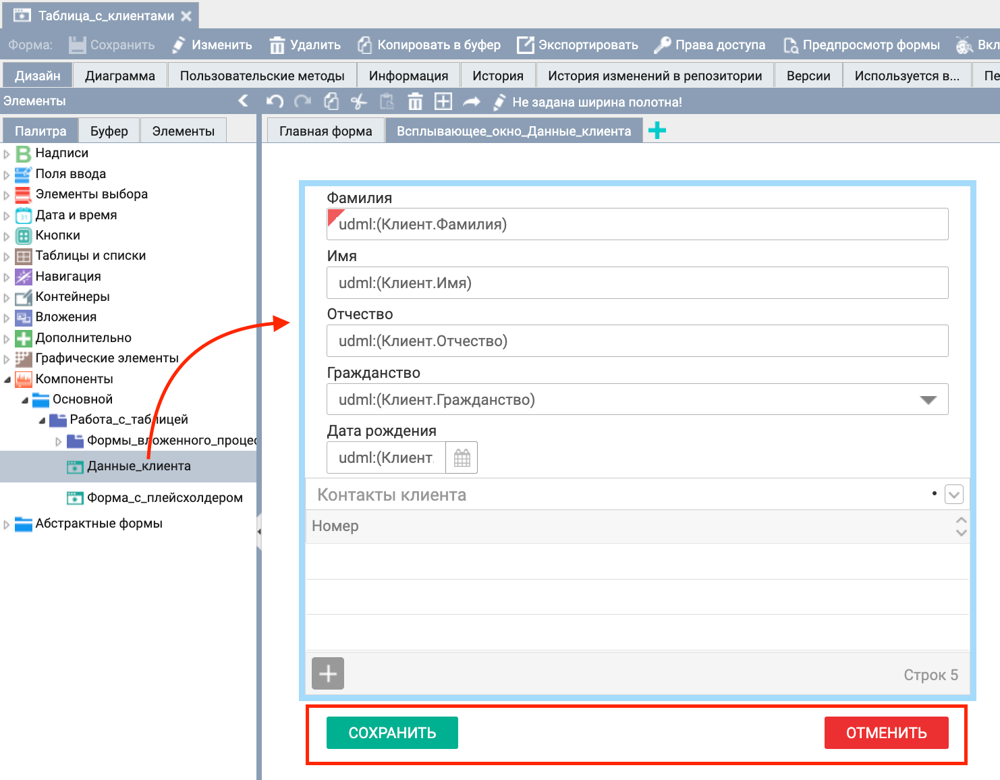 Таблица_с_клиентами
Форма: Сохранить Изменить Удалить Копировать в буфер Экспортировать Права доступа Предпросмотр формы Вкл
Дизайн Диаграмма Пользовательские методы Информация История История изменений в репозитории Версии Используется в... Пе
Элементы
Не задана ширина полотна!
Палитра Буфер Элементы
Главная форма Всплывающее_окно_Данные_клиента
Надписи
Поля ввода
Элементы выбора
31
Дата и время
Кнопки
Таблицы и списки
Навигация
Контейнеры
Вложения
Дополнительно
Графические элементы
Компоненты
Основной
Работа_с_таблицей
Формы_вложенного_процес
Данные_клиента
Форма_с_плейсхолдером
Абстрактные формы
Фамилия
udml:(Клиент.Фамилия)
Имя
udml:(Клиент.Имя)
Отчество
udml:(Клиент.Отчество)
Гражданство
udml:(Клиент.Гражданство)
Дата рождения
udml:(Клиент.
Контакты клиента
Номер
Строк 5
СОХРАНИТЬ ОТМЕНИТЬ